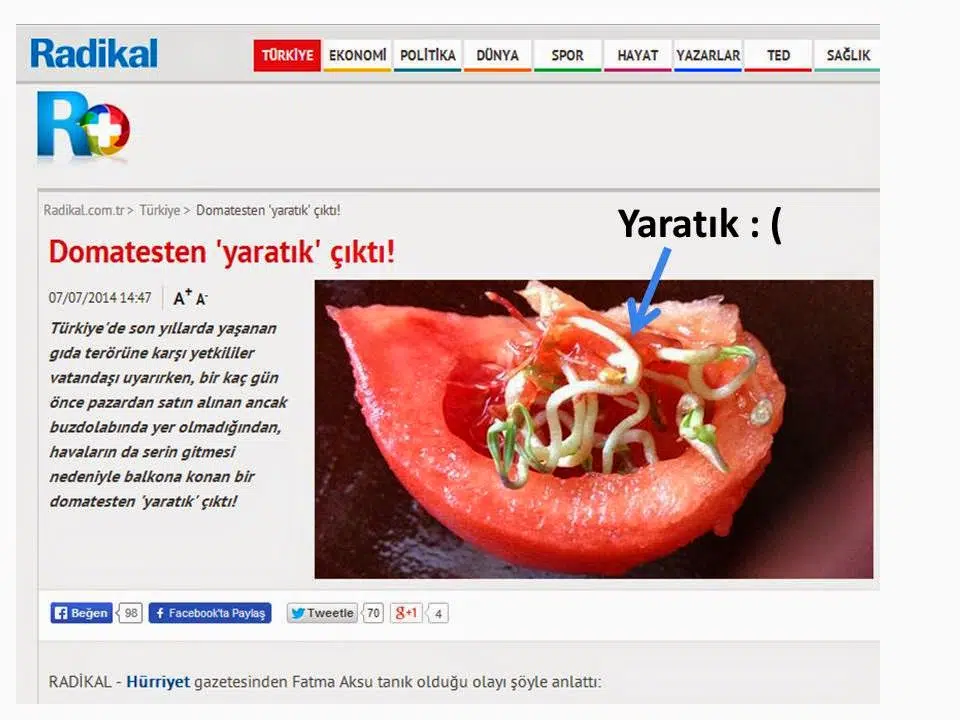 Radikal
TÜRKİYE EKONOMİ POLİTİKA DÜNYA SPOR HAYAT YAZARLAR TED SAĞLIK
R+
Radikal.com.tr > Türkiye > Domatesten 'yaratık' çıktı!
Yaratık : (
Domatesten 'yaratık' çıktı!
07/07/2014 14:47 A+ A-
Türkiye'de son yıllarda yaşanan
gıda terörüne karşı yetkililer
vatandaşı uyarırken, bir kaç gün
önce pazardan satın alınan ancak
buzdolabında yer olmadığından,
havaların da serin gitmesi
nedeniyle balkona konan bir
domatesten 'yaratık' çıktı!
Beğen 98 Facebook'ta Paylaş Tweetle 70 g+1 4
RADİKAL - Hürriyet gazetesinden Fatma Aksu tanık olduğu olayı şöyle anlattı: